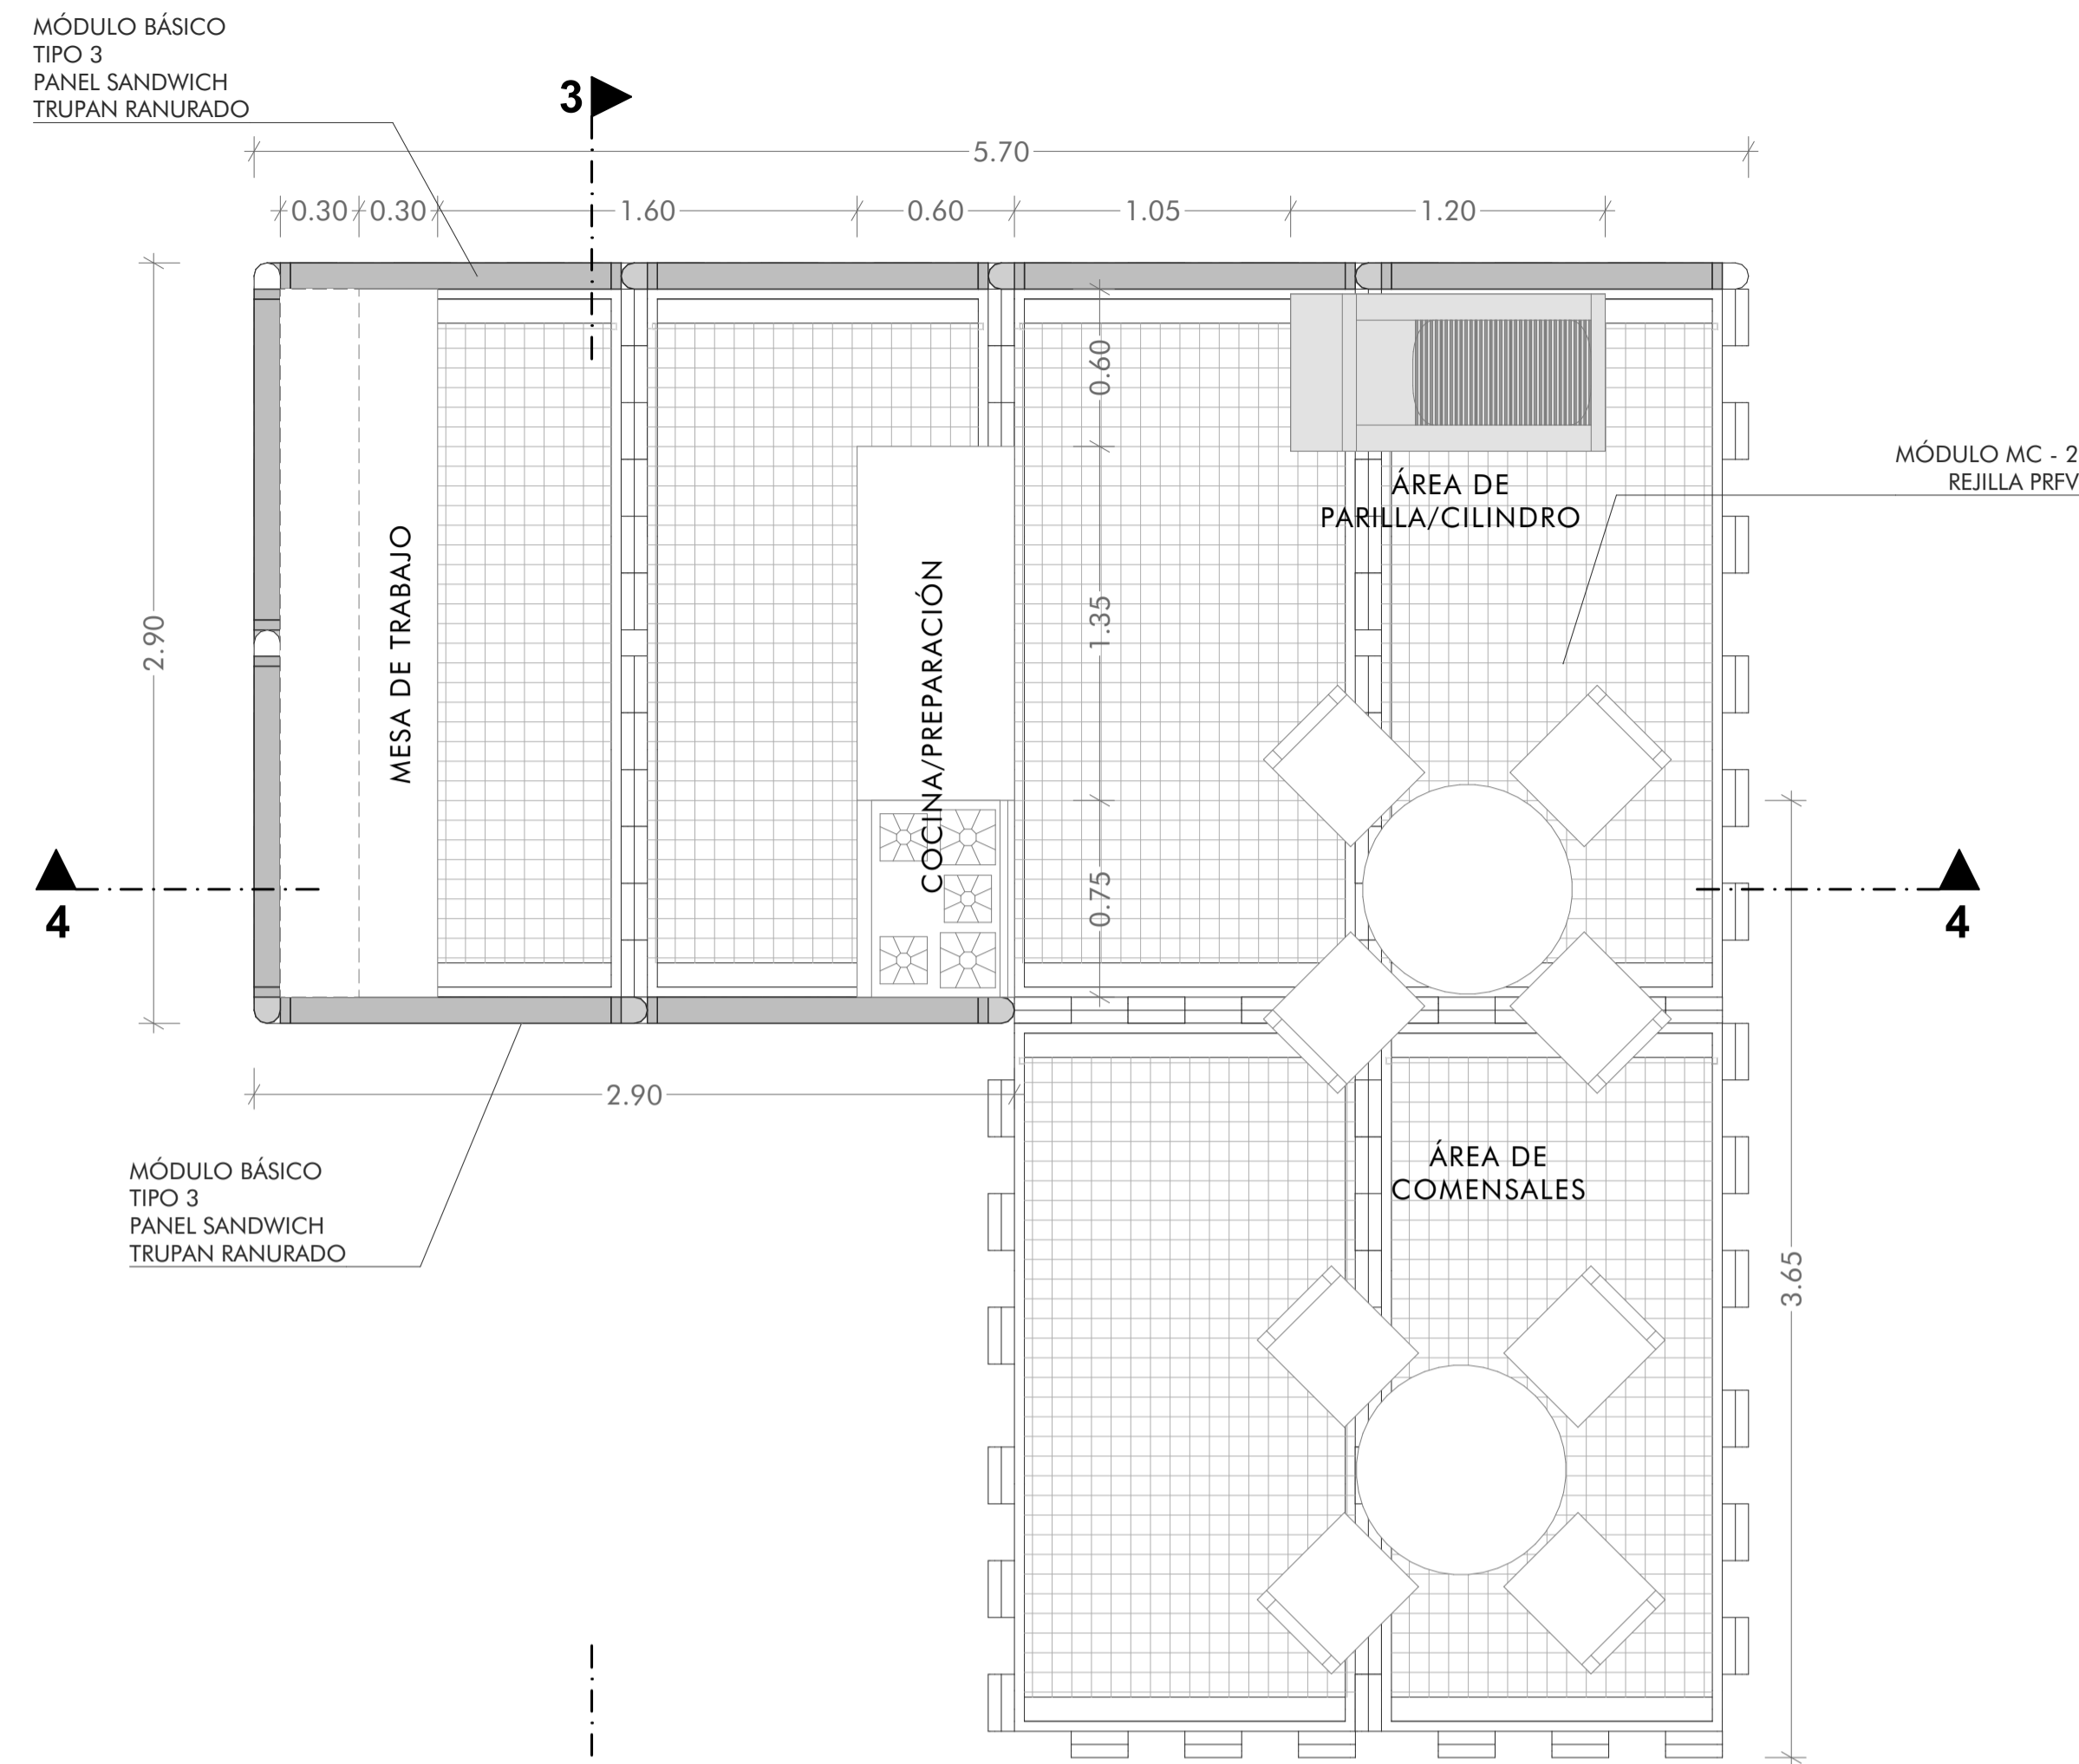 MÓDULO BÁSICO
TIPO 3
PANEL SANDWICH
TRUPAN RANURADO
3
5.70
0.30
0.30
1.60
0.60
1.05
1.20
0.60
MÓDULO MC - 2
REJILLA PRFV
ÁREA DE
PARILLA/CILINDRO
2.90
MESA DE TRABAJO
COCINA/PREPARACIÓN
1.35
0.75
4
4
2.90
MÓDULO BÁSICO
TIPO 3
PANEL SANDWICH
TRUPAN RANURADO
ÁREA DE
COMENSALES
3.65